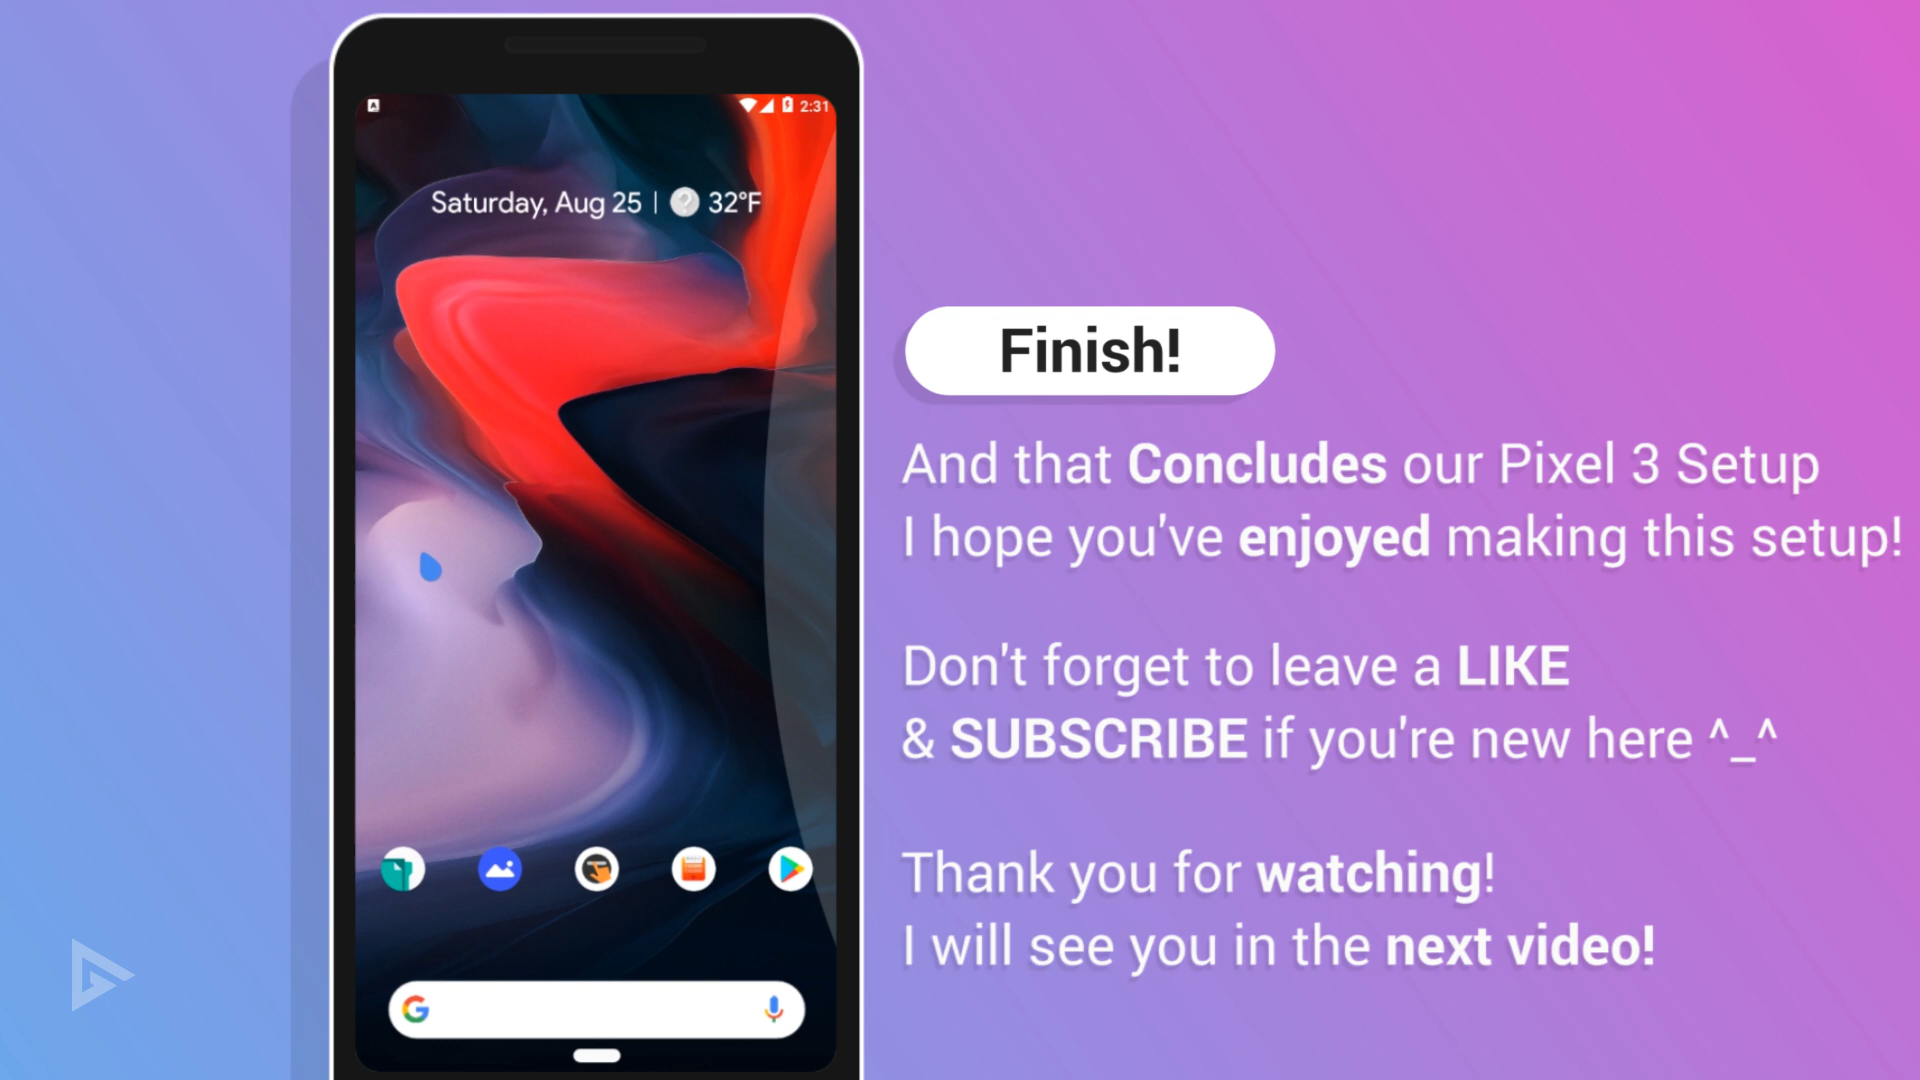 2:31
Saturday, Aug 25 | 32°F
Finish!
And that Concludes our Pixel 3 Setup
I hope you've enjoyed making this setup!
Don't forget to leave a LIKE
& SUBSCRIBE if you're new here ^_^
Thank you for watching!
I will see you in the next video!